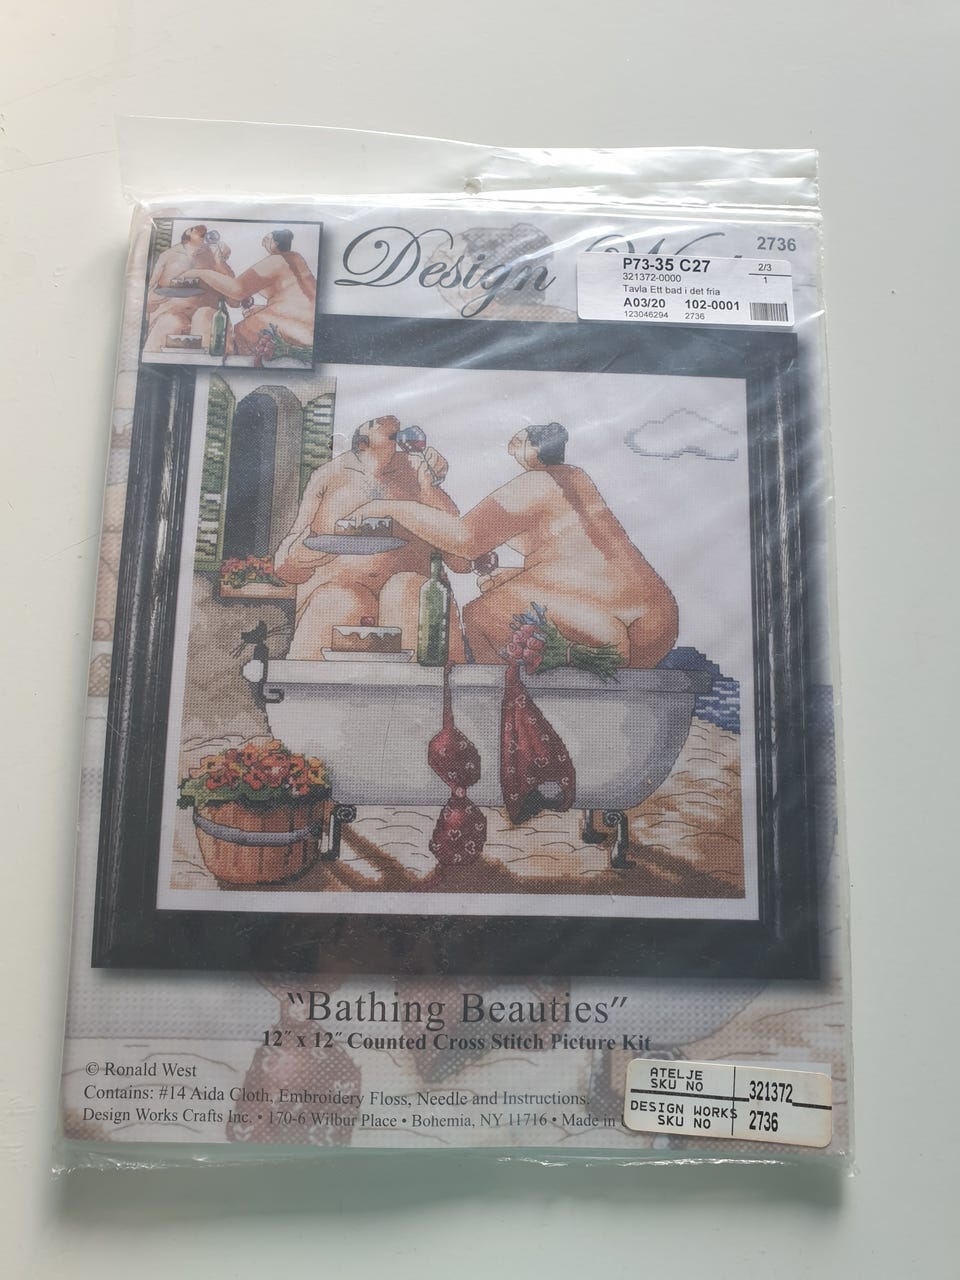 Design
2736
P73-35 C27
2/3
321372-0000
1
Tavla Ett bad i det fria
A03/20 102-0001
123046294 2736
"Bathing Beauties"
12" x 12" Counted Cross Stitch Picture Kit
© Ronald West
Contains: #14 Aida Cloth, Embroidery Floss, Needle and Instructions.
Design Works Crafts Inc. • 170-6 Wilbur Place • Bohemia, NY 11716 • Made in
ATELJE
SKU NO 321372
DESIGN WORKS
SKU NO 2736